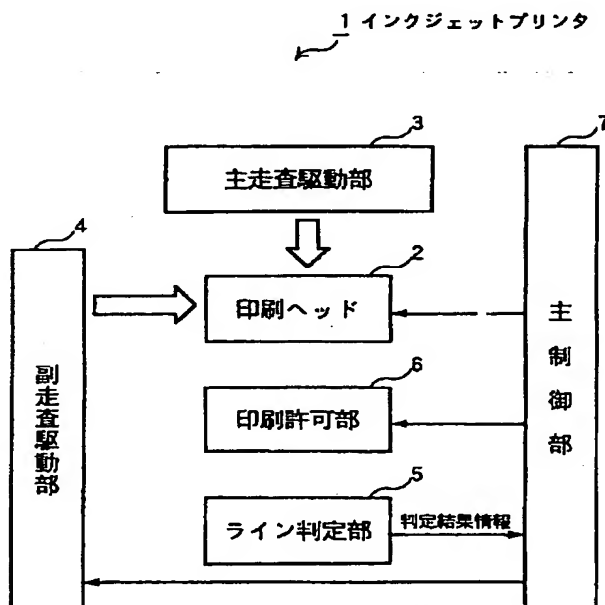 1 インクジェットプリンタ
3
7
主走査駆動部
4
2
印刷ヘッド
主制御部
副走査駆動部
6
印刷許可部
5
ライン判定部
判定結果情報